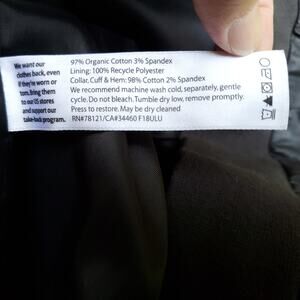 We want our
clothes back, even
if they're worn or
torn. Bring them
to our US stores
and support our
take-back program.
97% Organic Cotton 3% Spandex
Lining: 100% Recycle Polyester
Collar, Cuff & Hem: 98% Cotton 2% Spandex
We recommend machine wash cold, separately, gentle
cycle. Do not bleach. Tumble dry low, remove promptly.
Press to restore. May be dry cleaned
RN#78121/CA#34460 F18ULU